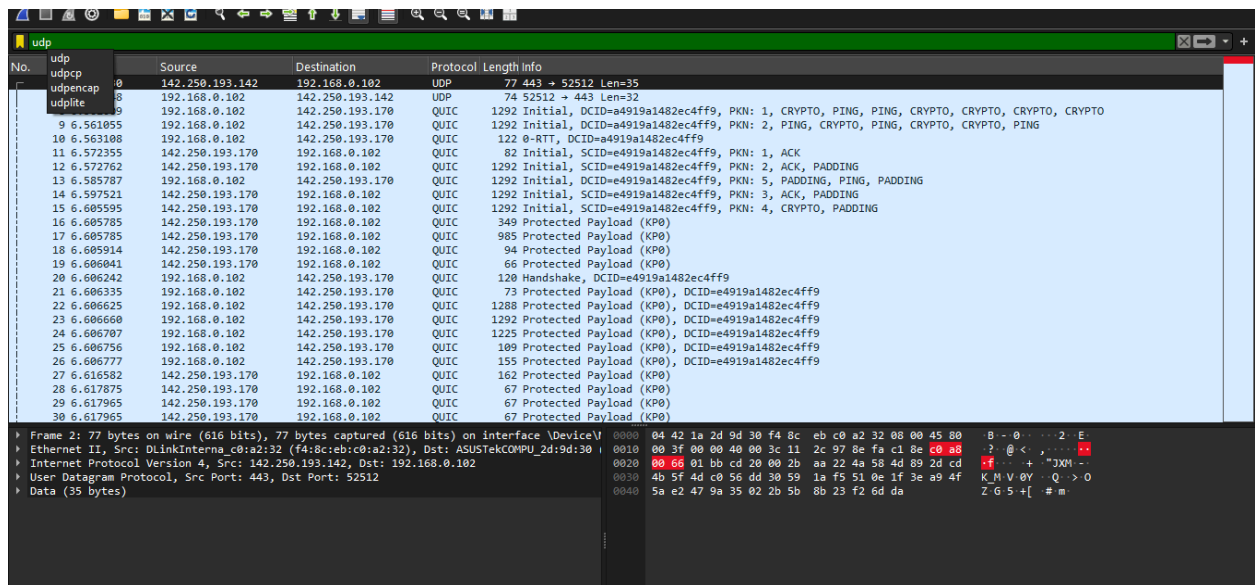 udp
No. Source Destination Protocol Length Info
udp
udpcp
udpencap
udplite
0 142.250.193.142 192.168.0.102 UDP 77 443 → 52512 Len=35
8 192.168.0.102 142.250.193.142 UDP 74 52512 → 443 Len=32
9 192.168.0.102 142.250.193.170 QUIC 1292 Initial, DCID=a4919a1482ec4ff9, PKN: 1, CRYPTO, PING, PING, CRYPTO, CRYPTO, CRYPTO, CRYPTO
9 6.561055 192.168.0.102 142.250.193.170 QUIC 1292 Initial, DCID=a4919a1482ec4ff9, PKN: 2, PING, CRYPTO, PING, CRYPTO, CRYPTO, PING
10 6.563108 192.168.0.102 142.250.193.170 QUIC 122 0-RTT, DCID=a4919a1482ec4ff9
11 6.572355 142.250.193.170 192.168.0.102 QUIC 82 Initial, SCID=e4919a1482ec4ff9, PKN: 1, ACK
12 6.572762 142.250.193.170 192.168.0.102 QUIC 1292 Initial, SCID=e4919a1482ec4ff9, PKN: 2, ACK, PADDING
13 6.585787 192.168.0.102 142.250.193.170 QUIC 1292 Initial, DCID=e4919a1482ec4ff9, PKN: 5, PADDING, PING, PADDING
14 6.597521 142.250.193.170 192.168.0.102 QUIC 1292 Initial, SCID=e4919a1482ec4ff9, PKN: 3, ACK, PADDING
15 6.605595 142.250.193.170 192.168.0.102 QUIC 1292 Initial, SCID=e4919a1482ec4ff9, PKN: 4, CRYPTO, PADDING
16 6.605785 142.250.193.170 192.168.0.102 QUIC 349 Protected Payload (KP0)
17 6.605785 142.250.193.170 192.168.0.102 QUIC 985 Protected Payload (KP0)
18 6.605914 142.250.193.170 192.168.0.102 QUIC 94 Protected Payload (KP0)
19 6.606041 142.250.193.170 192.168.0.102 QUIC 66 Protected Payload (KP0)
20 6.606242 192.168.0.102 142.250.193.170 QUIC 120 Handshake, DCID=e4919a1482ec4ff9
21 6.606335 192.168.0.102 142.250.193.170 QUIC 73 Protected Payload (KP0), DCID=e4919a1482ec4ff9
22 6.606625 192.168.0.102 142.250.193.170 QUIC 1288 Protected Payload (KP0), DCID=e4919a1482ec4ff9
23 6.606660 192.168.0.102 142.250.193.170 QUIC 1292 Protected Payload (KP0), DCID=e4919a1482ec4ff9
24 6.606707 192.168.0.102 142.250.193.170 QUIC 1225 Protected Payload (KP0), DCID=e4919a1482ec4ff9
25 6.606756 192.168.0.102 142.250.193.170 QUIC 109 Protected Payload (KP0), DCID=e4919a1482ec4ff9
26 6.606777 192.168.0.102 142.250.193.170 QUIC 155 Protected Payload (KP0), DCID=e4919a1482ec4ff9
27 6.616582 142.250.193.170 192.168.0.102 QUIC 162 Protected Payload (KP0)
28 6.617875 142.250.193.170 192.168.0.102 QUIC 67 Protected Payload (KP0)
29 6.617965 142.250.193.170 192.168.0.102 QUIC 67 Protected Payload (KP0)
30 6.617965 142.250.193.170 192.168.0.102 QUIC 67 Protected Payload (KP0)
Frame 2: 77 bytes on wire (616 bits), 77 bytes captured (616 bits) on interface \Device\
Ethernet II, Src: DLinkInterna_c0:a2:32 (f4:8c:eb:c0:a2:32), Dst: ASUSTekCOMPU_2d:9d:30 (
Internet Protocol Version 4, Src: 142.250.193.142, Dst: 192.168.0.102
User Datagram Protocol, Src Port: 443, Dst Port: 52512
Data (35 bytes)
0000 04 42 1a 2d 9d 30 f4 8c eb c0 a2 32 08 00 45 80 ·B·-·0·· ···2··E·
0010 00 3f 00 00 40 00 3c 11 2c 97 8e fa c1 8e c0 a8 ·?··@·<· ,·······
0020 00 66 01 bb cd 20 00 2b aa 22 4a 58 4d 89 2d cd ·f··· ·+ ·"JXM·-·
0030 4b 5f 4d c0 56 dd 30 59 1a f5 51 0e 1f 3e a9 4f K_M·V·0Y ··Q··>·O
0040 5a e2 47 9a 35 02 2b 5b 8b 23 f2 6d da Z·G·5·+[ ·#·m·